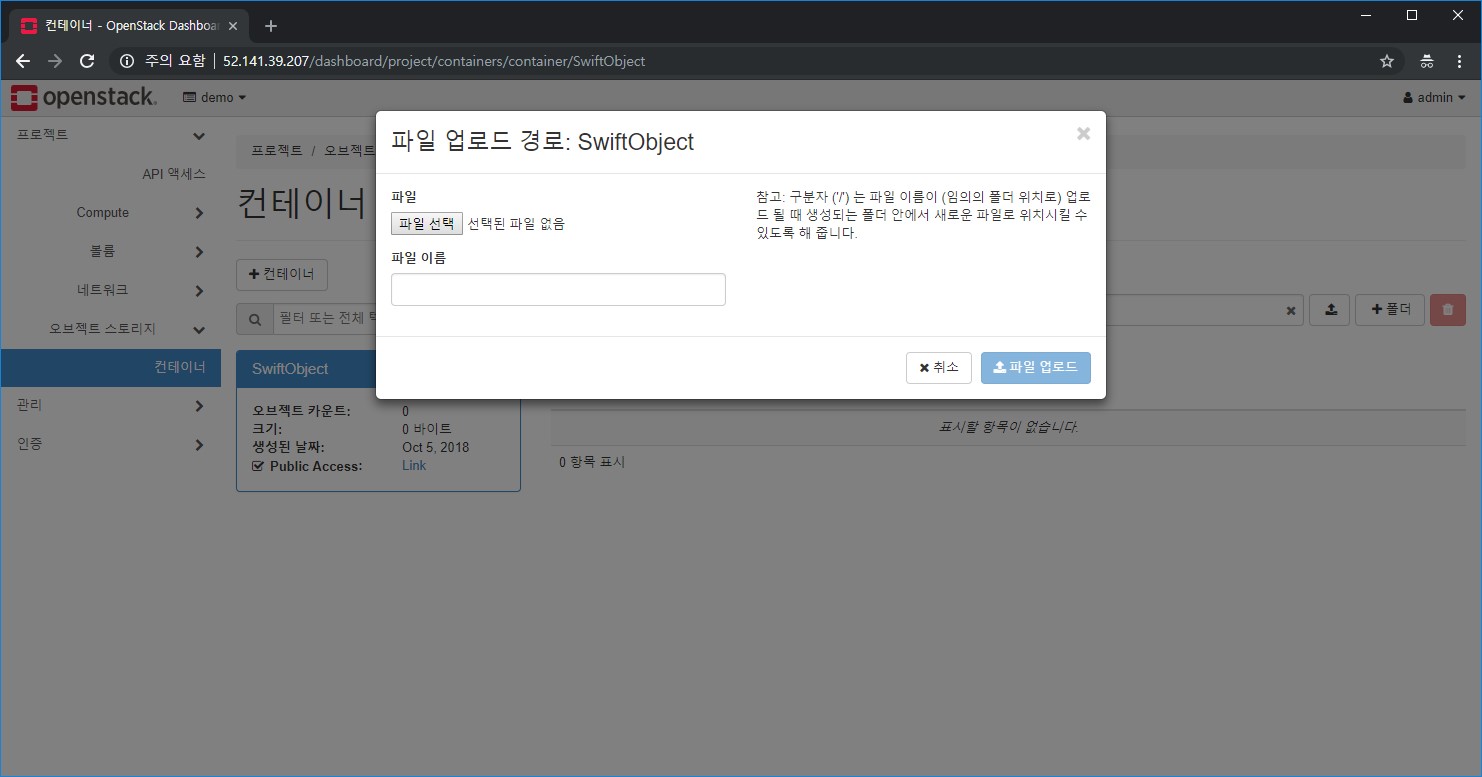 컨테이너 - OpenStack Dashboa
주의 요함 | 52.141.39.207/dashboard/project/containers/container/SwiftObject
openstack. demo admin
프로젝트
API 액세스
Compute
볼륨
네트워크
오브젝트 스토리지
컨테이너
관리
인증
프로젝트 / 오브젝트
컨테이너
+ 컨테이너
필터 또는 전체
+ 폴더
SwiftObject
오브젝트 카운트: 0
크기: 0 바이트
생성된 날짜: Oct 5, 2018
Public Access: Link
표시할 항목이 없습니다.
0 항목 표시
파일 업로드 경로: SwiftObject
파일
파일 선택 선택된 파일 없음
파일 이름
참고: 구분자 ('/') 는 파일 이름이 (임의의 폴더 위치로) 업로
드 될 때 생성되는 폴더 안에서 새로운 파일로 위치시킬 수
있도록 해 줍니다.
취소 파일 업로드